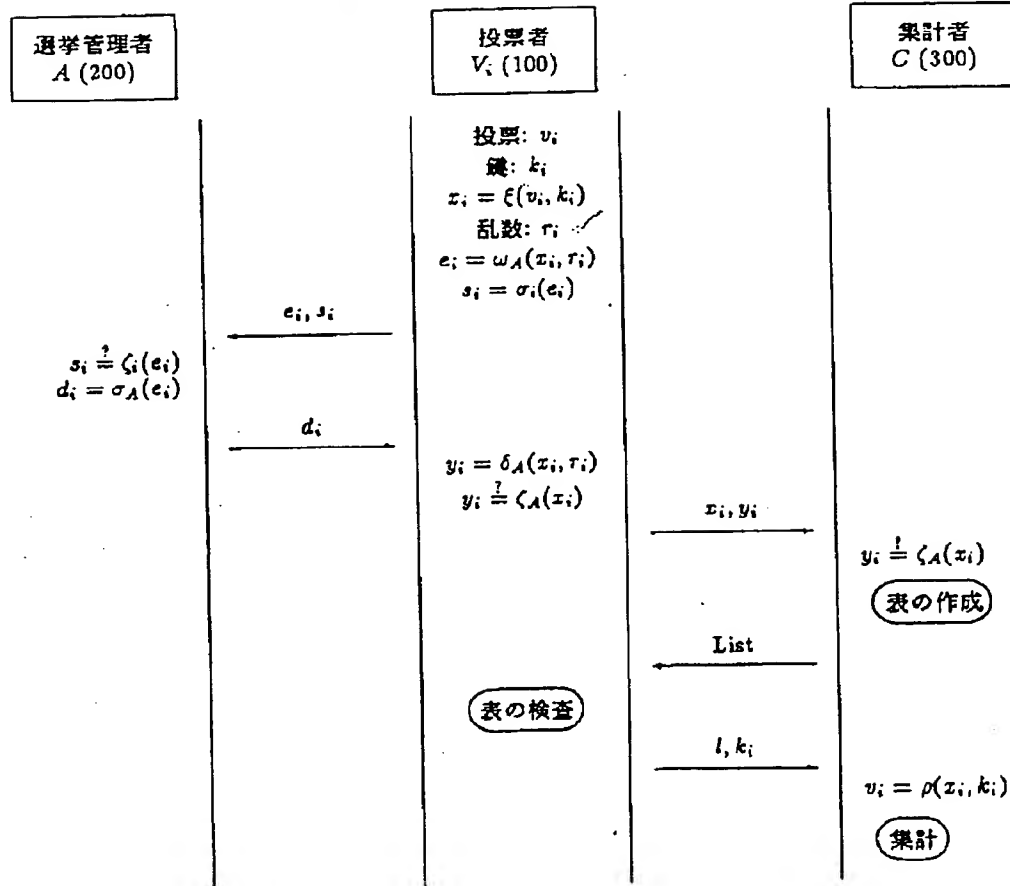 選挙管理者
A (200)
投票者
V_i (100)
集計者
C (300)
投票: v_i
鍵: k_i
x_i = ξ(v_i, k_i)
乱数: r_i
e_i = ω_A(x_i, r_i)
s_i = σ_i(e_i)
e_i, s_i
s_i ≟ ζ_i(e_i)
d_i = σ_A(e_i)
d_i
y_i = δ_A(x_i, r_i)
y_i ≟ ζ_A(x_i)
x_i, y_i
y_i ≟ ζ_A(x_i)
表の作成
List
表の検査
l, k_i
v_i = ρ(x_i, k_i)
集計